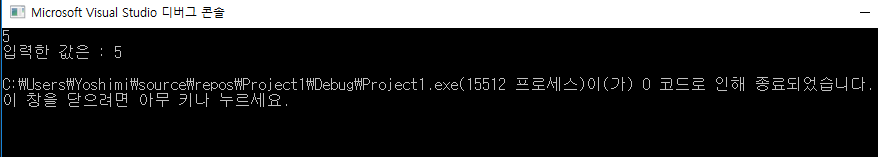 Microsoft Visual Studio 디버그 콘솔
5
입력한 값은 : 5
C:₩Users₩Yoshimi₩source₩repos₩Project1₩Debug₩Project1.exe(15512 프로세스)이(가) 0 코드로 인해 종료되었습니다.
이 창을 닫으려면 아무 키나 누르세요.